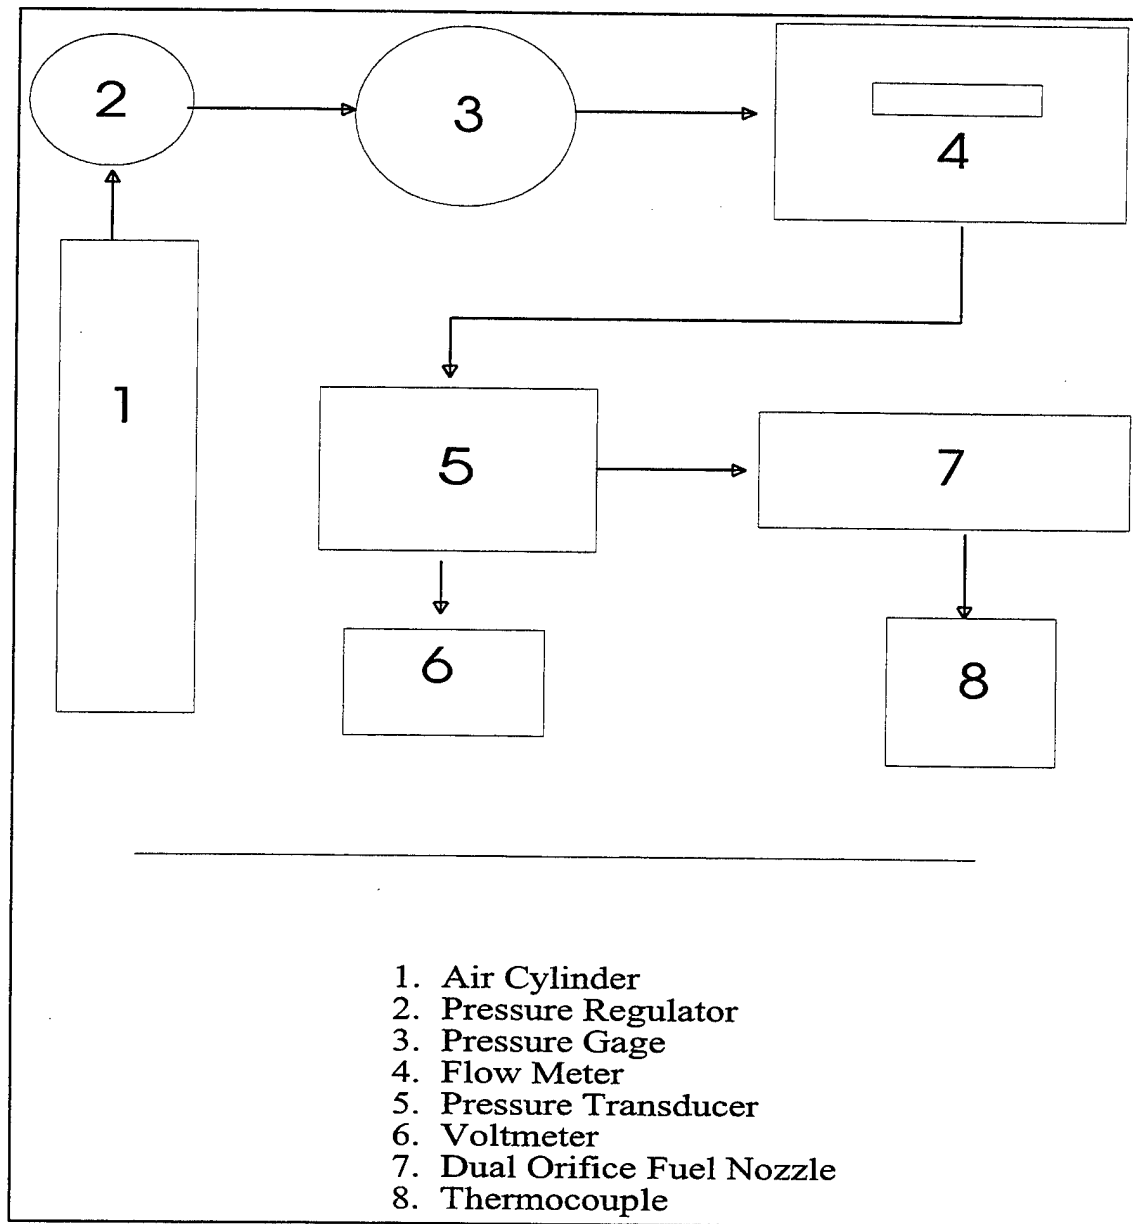 2
3
4
1
5
7
6
8
1. Air Cylinder
2. Pressure Regulator
3. Pressure Gage
4. Flow Meter
5. Pressure Transducer
6. Voltmeter
7. Dual Orifice Fuel Nozzle
8. Thermocouple